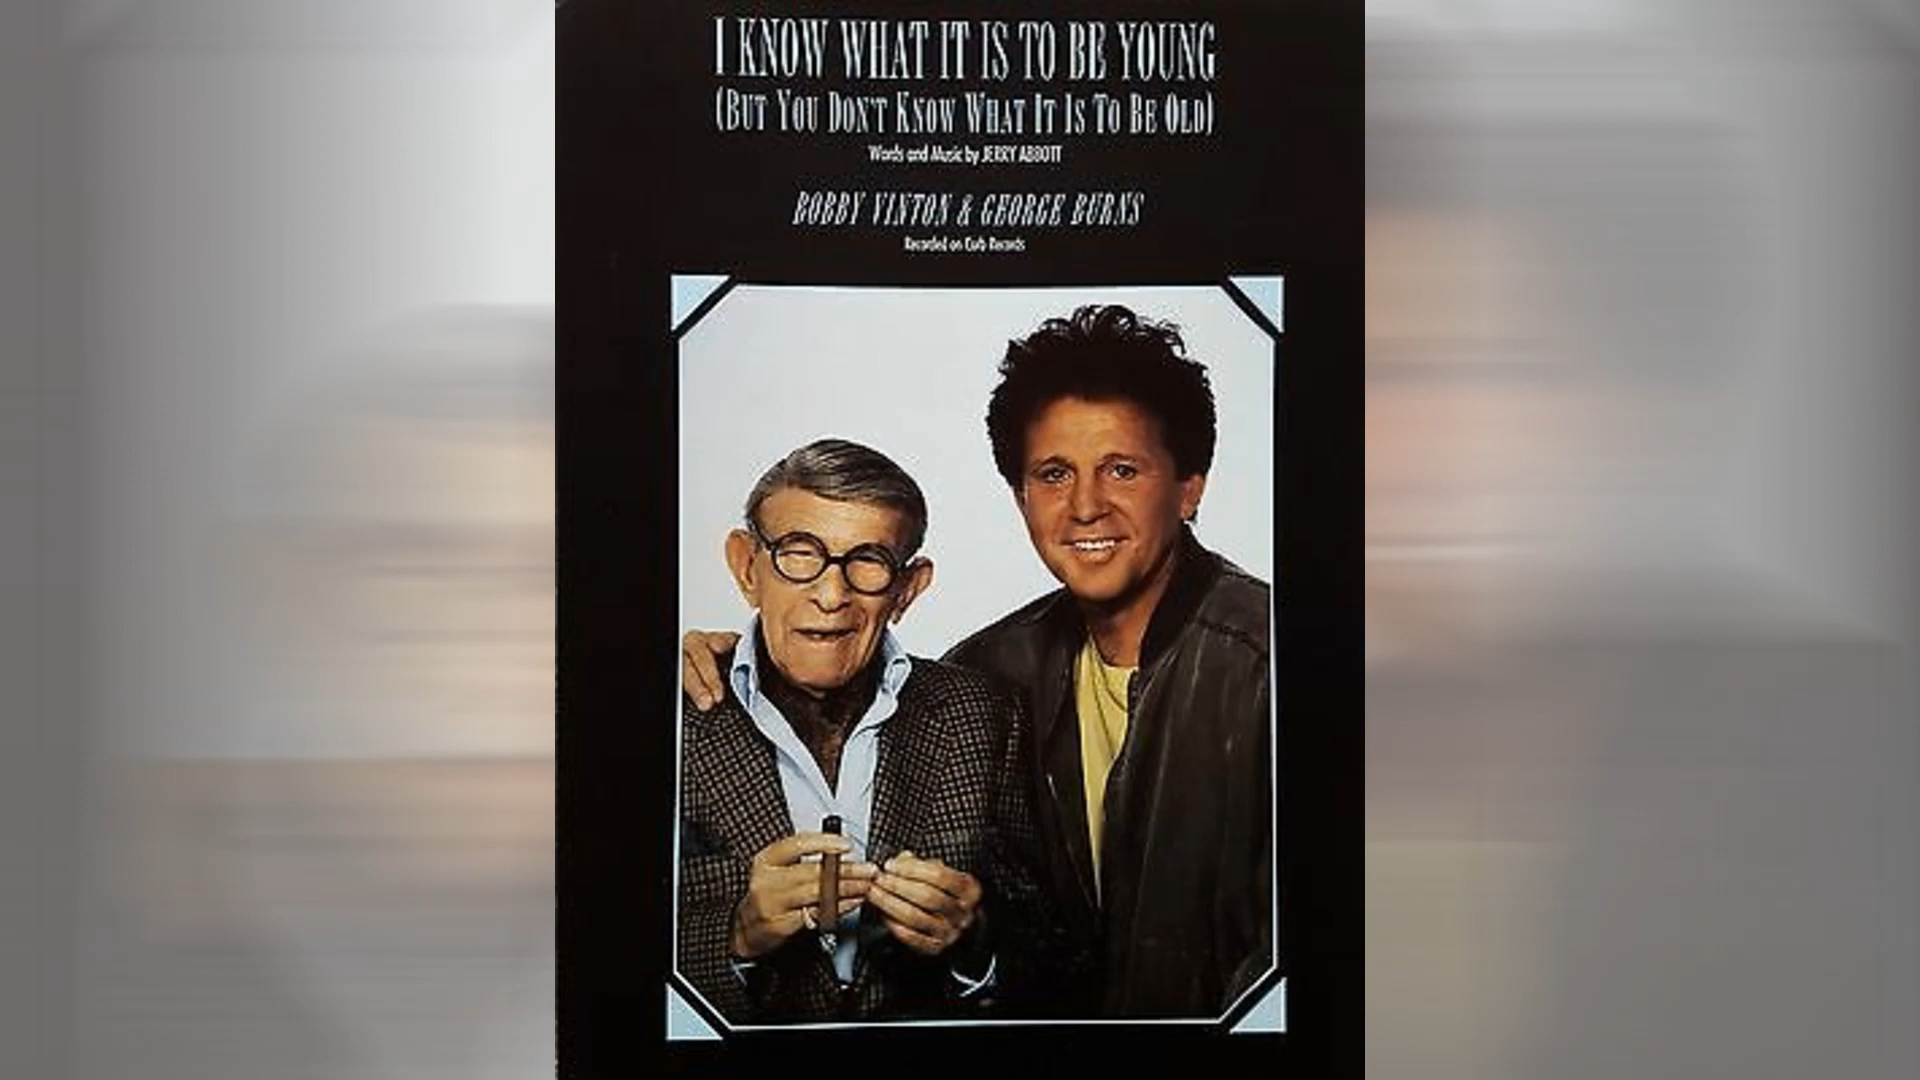 I KNOW WHAT IT IS TO BE YOUNG
(BUT YOU DON'T KNOW WHAT IT IS TO BE OLD)
Words and Music by JERRY ABBOTT
BOBBY VINTON & GEORGE BURNS
Recorded on Curb Records